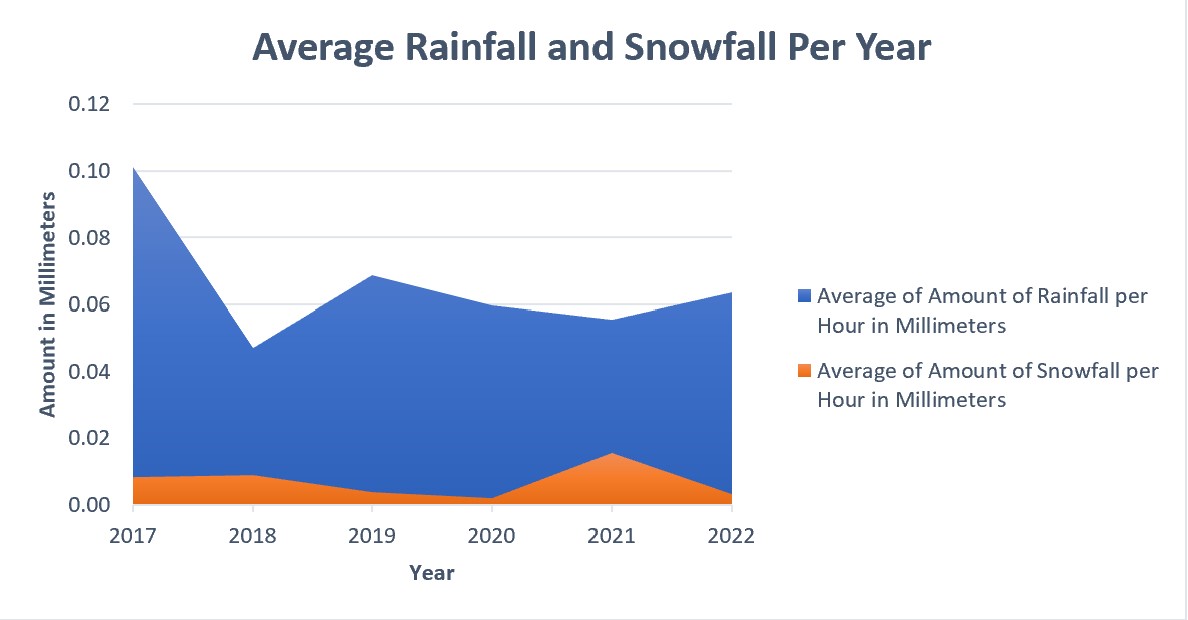 Average Rainfall and Snowfall Per Year
0.12
0.10
0.08
0.06
0.04
0.02
0.00
Amount in Millimeters
2017 2018 2019 2020 2021 2022
Year
Average of Amount of Rainfall per
Hour in Millimeters
Average of Amount of Snowfall per
Hour in Millimeters